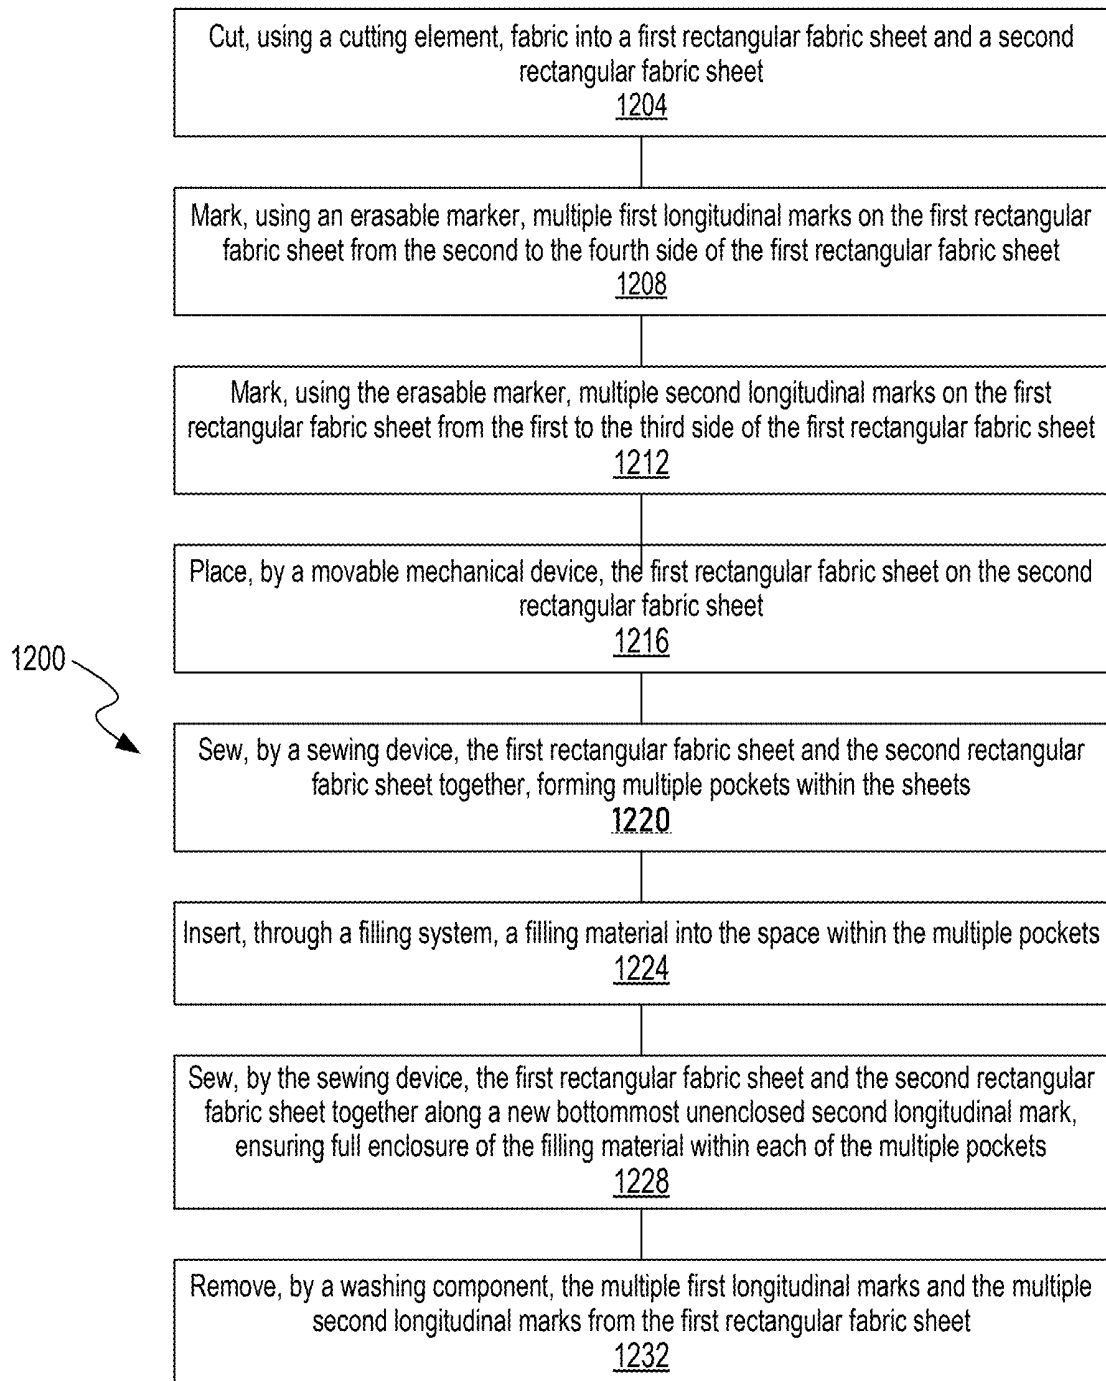 Cut, using a cutting element, fabric into a first rectangular fabric sheet and a second
rectangular fabric sheet
1204
Mark, using an erasable marker, multiple first longitudinal marks on the first rectangular
fabric sheet from the second to the fourth side of the first rectangular fabric sheet
1208
Mark, using the erasable marker, multiple second longitudinal marks on the first
rectangular fabric sheet from the first to the third side of the first rectangular fabric sheet
1212
Place, by a movable mechanical device, the first rectangular fabric sheet on the second
rectangular fabric sheet
1216
1200
Sew, by a sewing device, the first rectangular fabric sheet and the second rectangular
fabric sheet together, forming multiple pockets within the sheets
1220
Insert, through a filling system, a filling material into the space within the multiple pockets
1224
Sew, by the sewing device, the first rectangular fabric sheet and the second rectangular
fabric sheet together along a new bottommost unenclosed second longitudinal mark,
ensuring full enclosure of the filling material within each of the multiple pockets
1228
Remove, by a washing component, the multiple first longitudinal marks and the multiple
second longitudinal marks from the first rectangular fabric sheet
1232